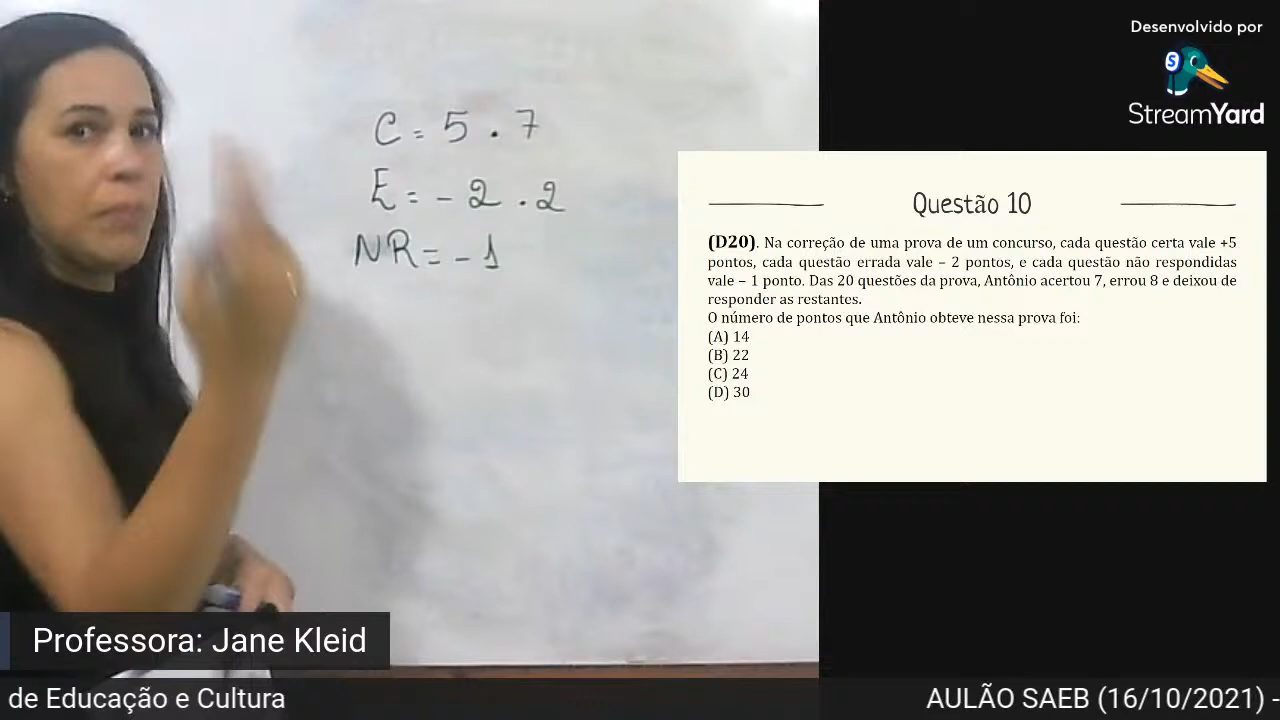 Desenvolvido por
S
StreamYard
C = 5 . 7
E = - 2 . 2
NR = - 1
Questão 10
(D20). Na correção de uma prova de um concurso, cada questão certa vale +5
pontos, cada questão errada vale – 2 pontos, e cada questão não respondidas
vale – 1 ponto. Das 20 questões da prova, Antônio acertou 7, errou 8 e deixou de
responder as restantes.
O número de pontos que Antônio obteve nessa prova foi:
(A) 14
(B) 22
(C) 24
(D) 30
Professora: Jane Kleid
de Educação e Cultura
AULÃO SAEB (16/10/2021) -